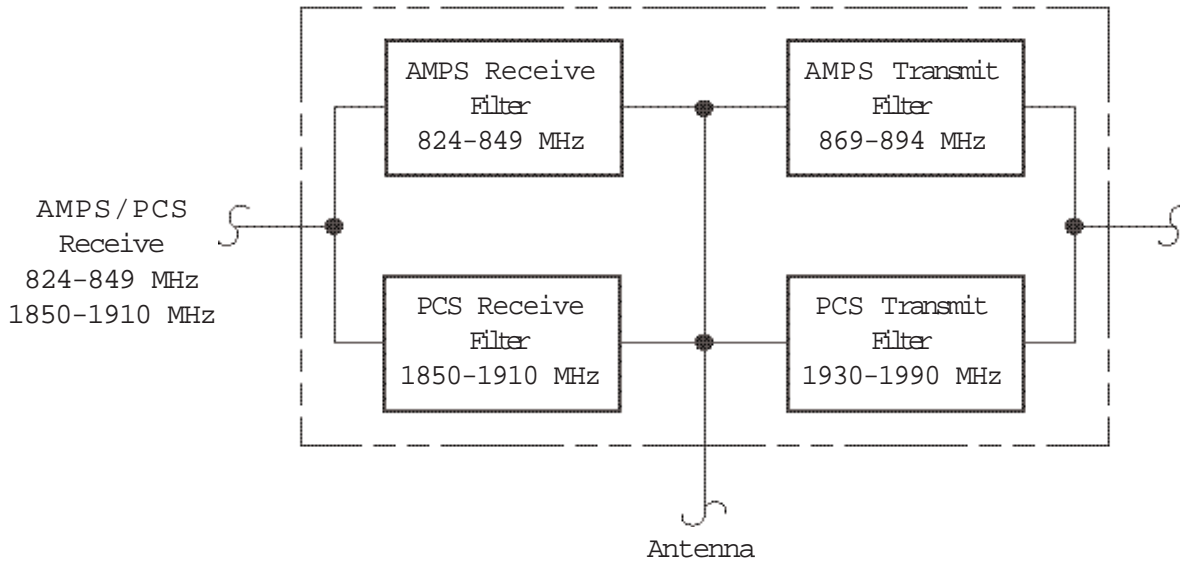 AMPS Receive
Filter
824-849 MHz
AMPS Transmit
Filter
869-894 MHz
AMPS/PCS
Receive
824-849 MHz
1850-1910 MHz
PCS Receive
Filter
1850-1910 MHz
PCS Transmit
Filter
1930-1990 MHz
Antenna